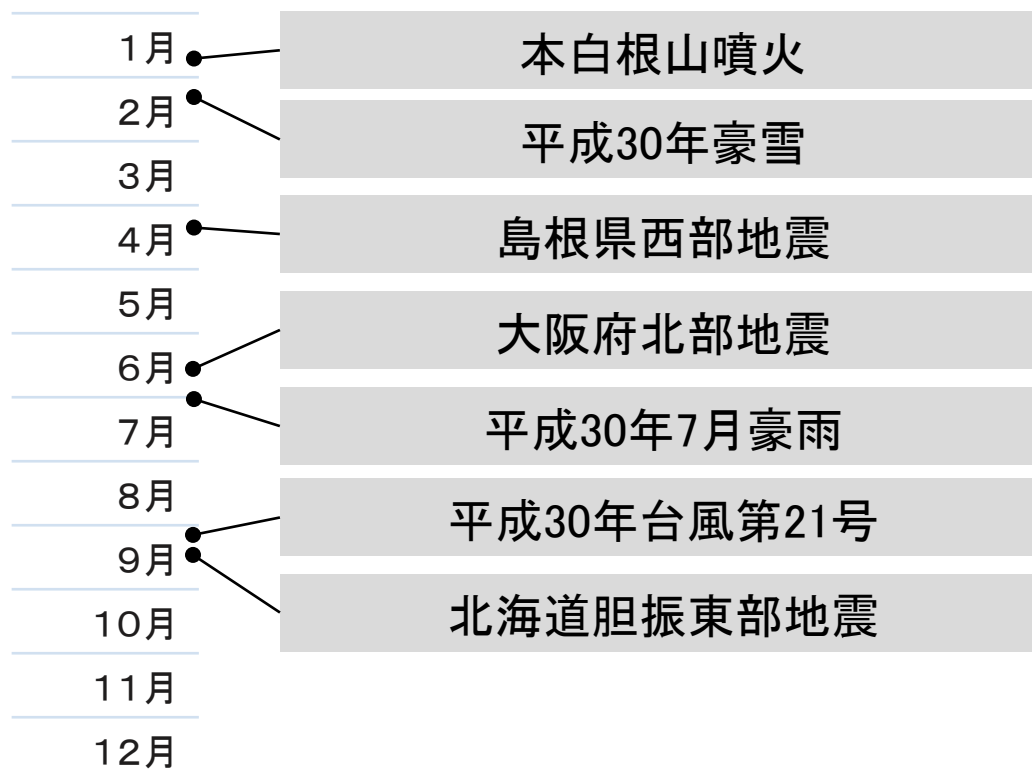 1月
本白根山噴火
2月
平成30年豪雪
3月
4月
島根県西部地震
5月
大阪府北部地震
6月
平成30年7月豪雨
7月
8月
平成30年台風第21号
9月
北海道胆振東部地震
10月
11月
12月